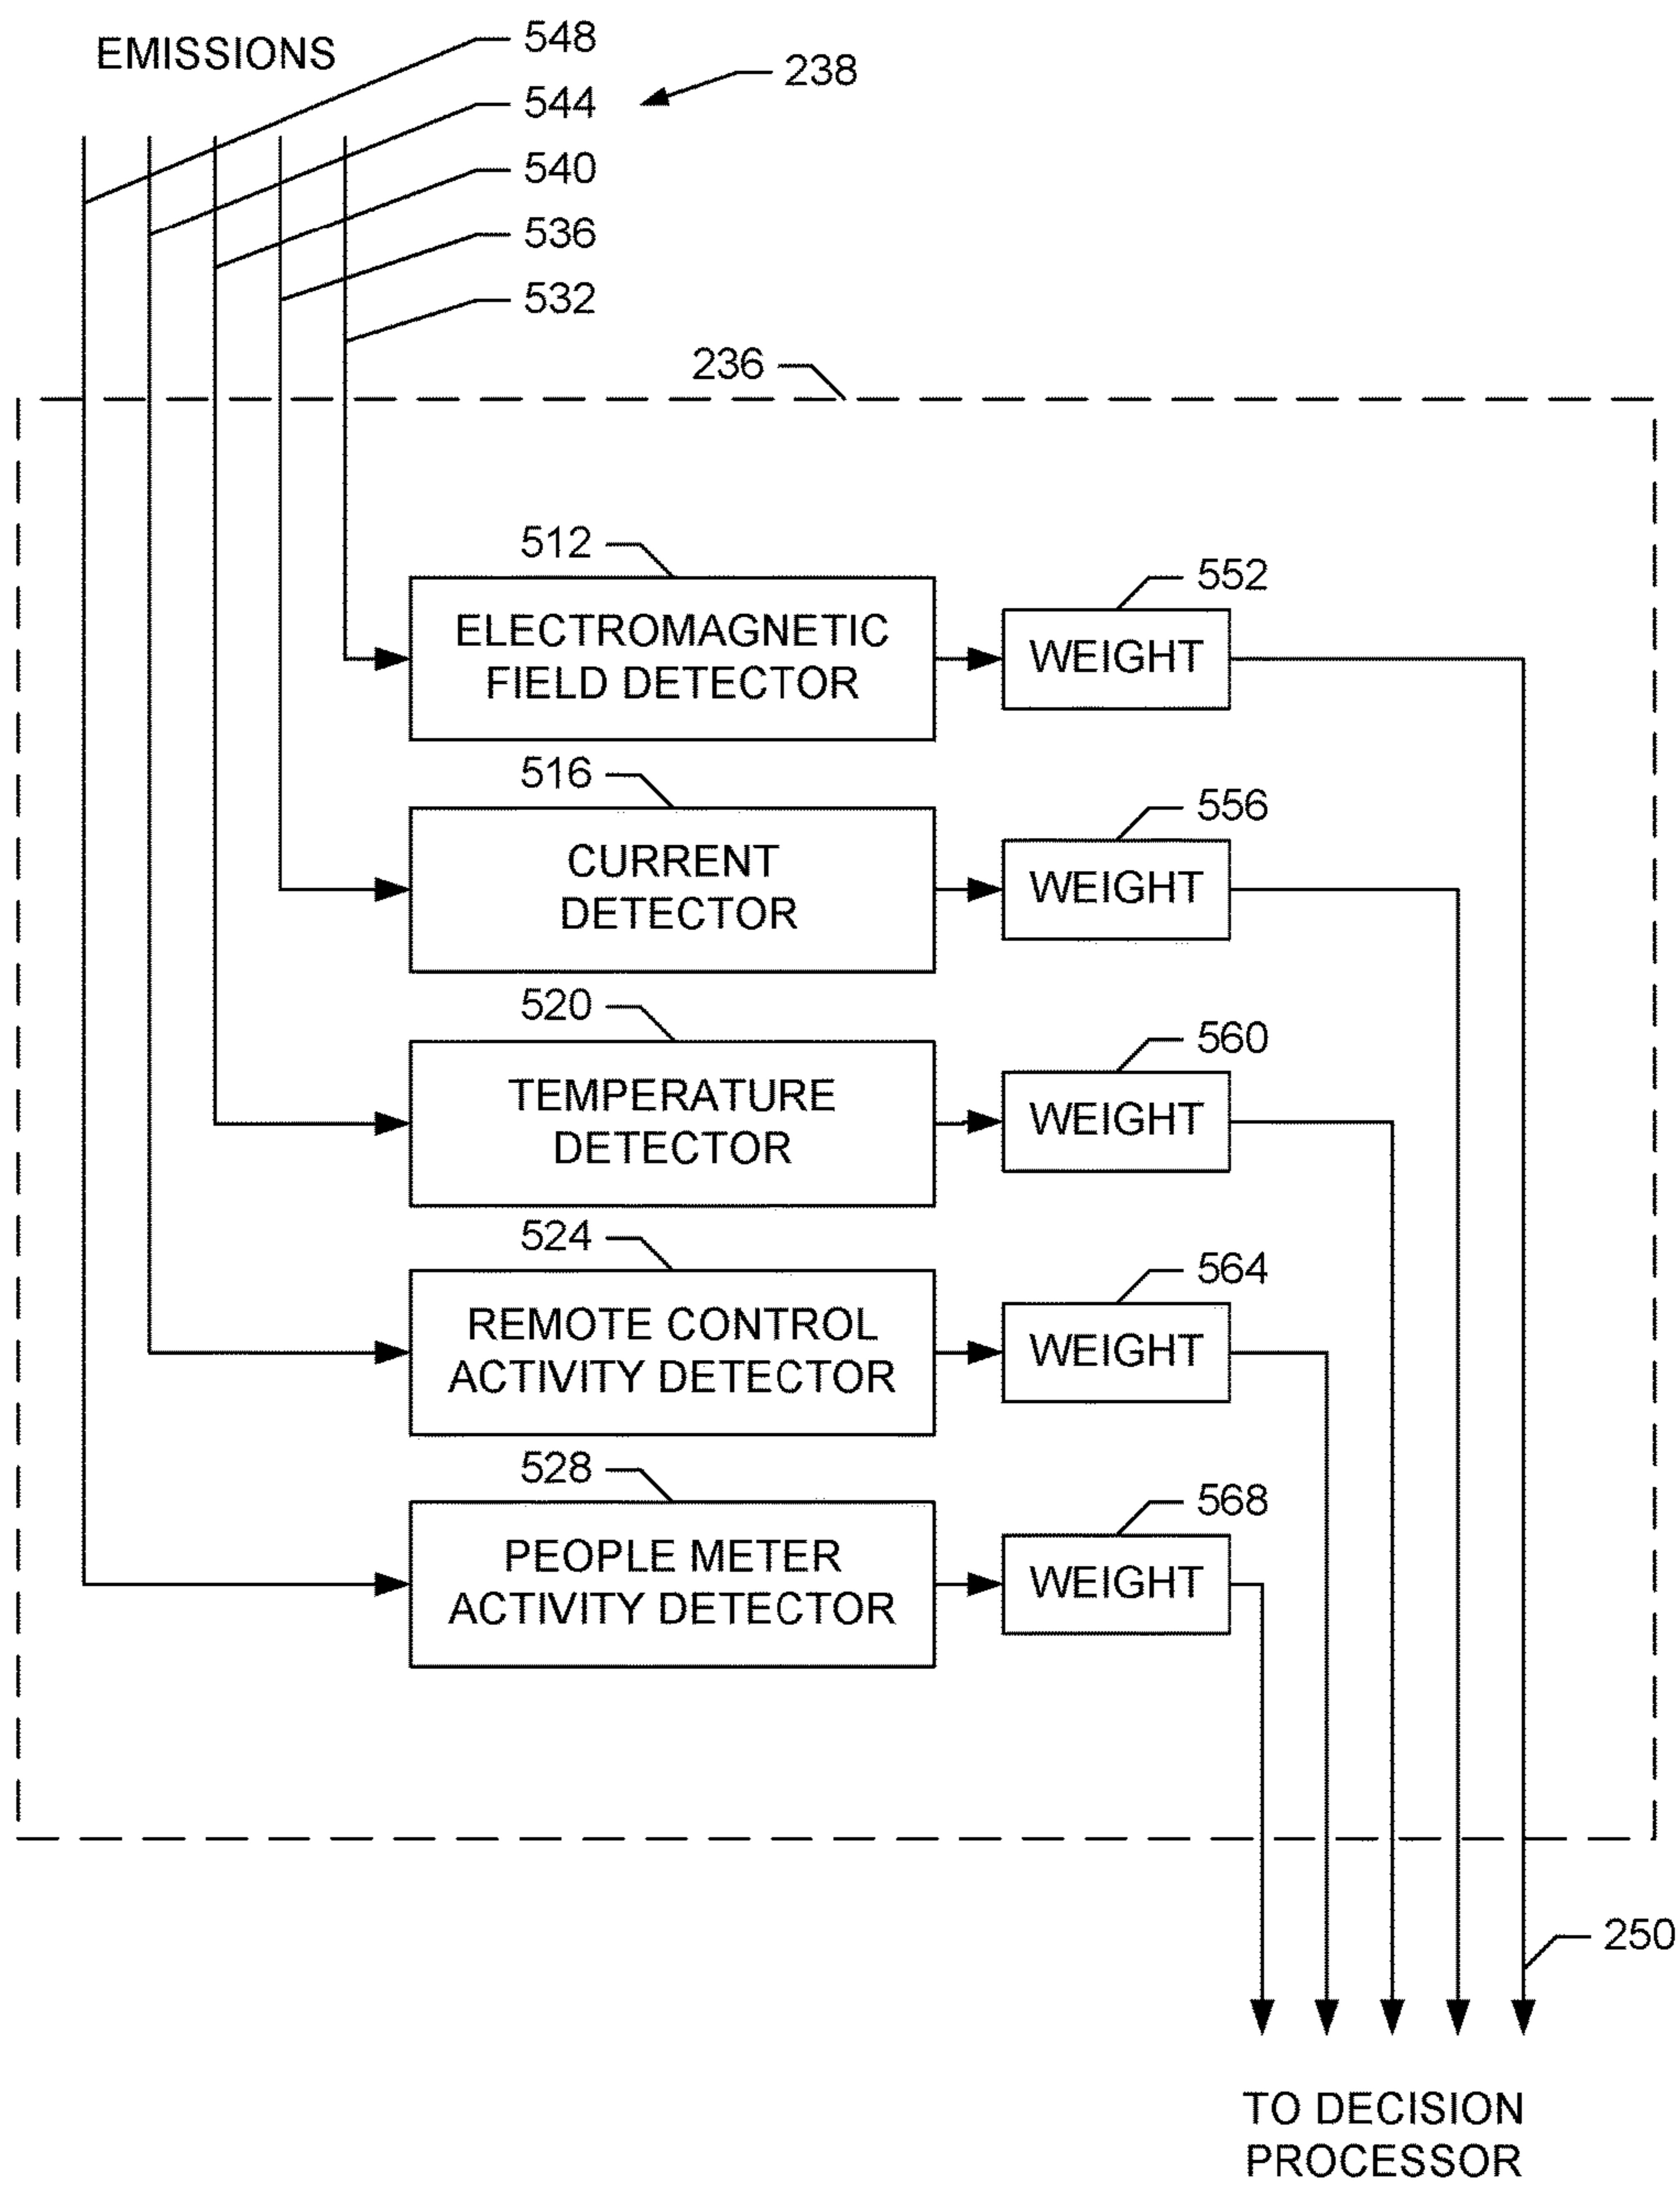 EMISSIONS
548
544
238
540
536
532
236
512
ELECTROMAGNETIC
FIELD DETECTOR
552
WEIGHT
516
CURRENT
DETECTOR
556
WEIGHT
520
TEMPERATURE
DETECTOR
560
WEIGHT
524
REMOTE CONTROL
ACTIVITY DETECTOR
564
WEIGHT
528
PEOPLE METER
ACTIVITY DETECTOR
568
WEIGHT
250
TO DECISION
PROCESSOR